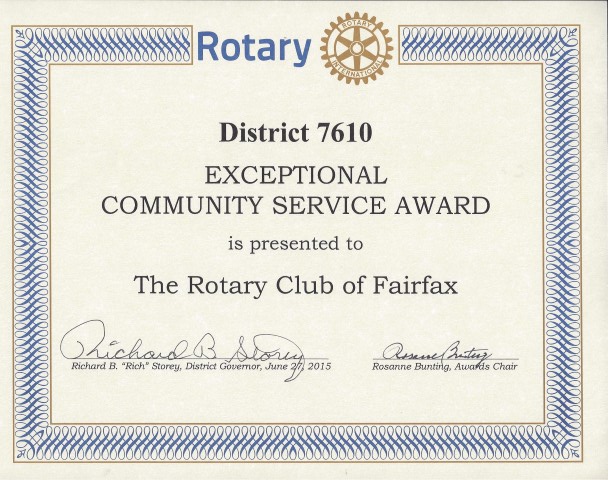 Rotary
ROTARY
INTERNATIONAL
District 7610
EXCEPTIONAL
COMMUNITY SERVICE AWARD
is presented to
The Rotary Club of Fairfax
Richard B Storey
Rosanne Bunting
Richard B. "Rich" Storey, District Governor, June 27, 2015
Rosanne Bunting, Awards Chair